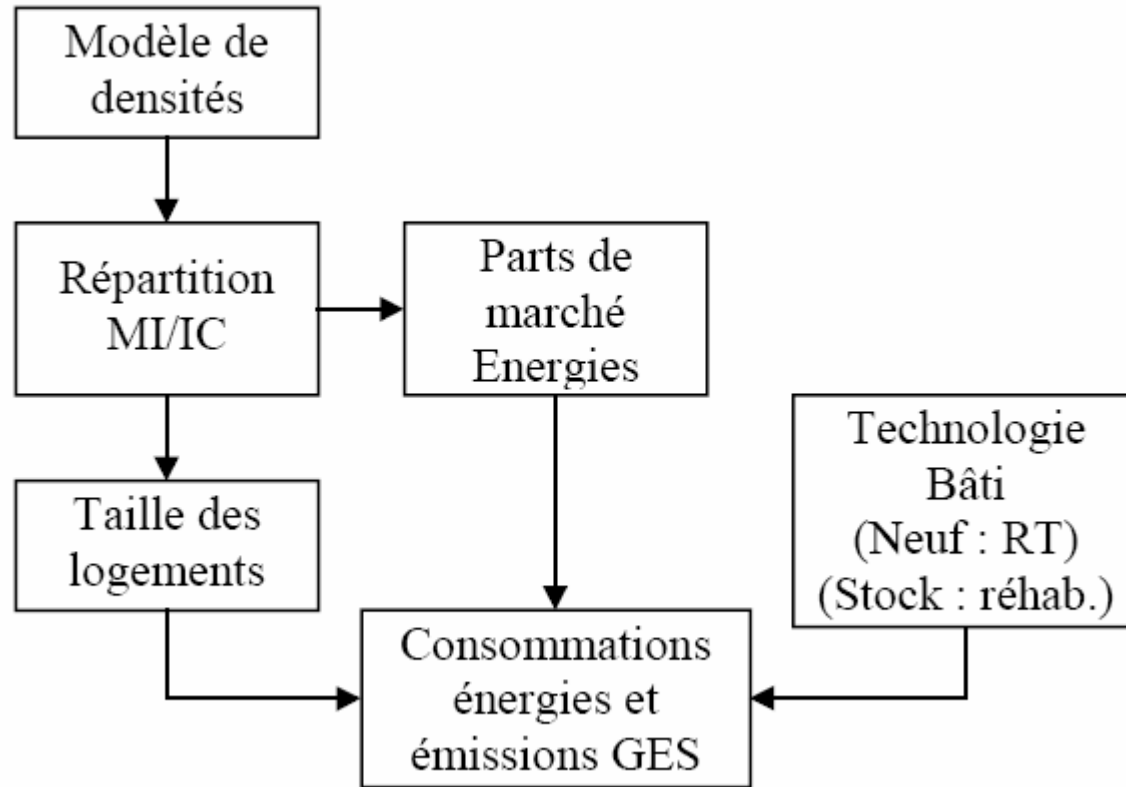 Modèle de
densités
Répartition
MI/IC
Parts de
marché
Energies
Taille des
logements
Technologie
Bâti
(Neuf : RT)
(Stock : réhab.)
Consommations
énergies et
émissions GES